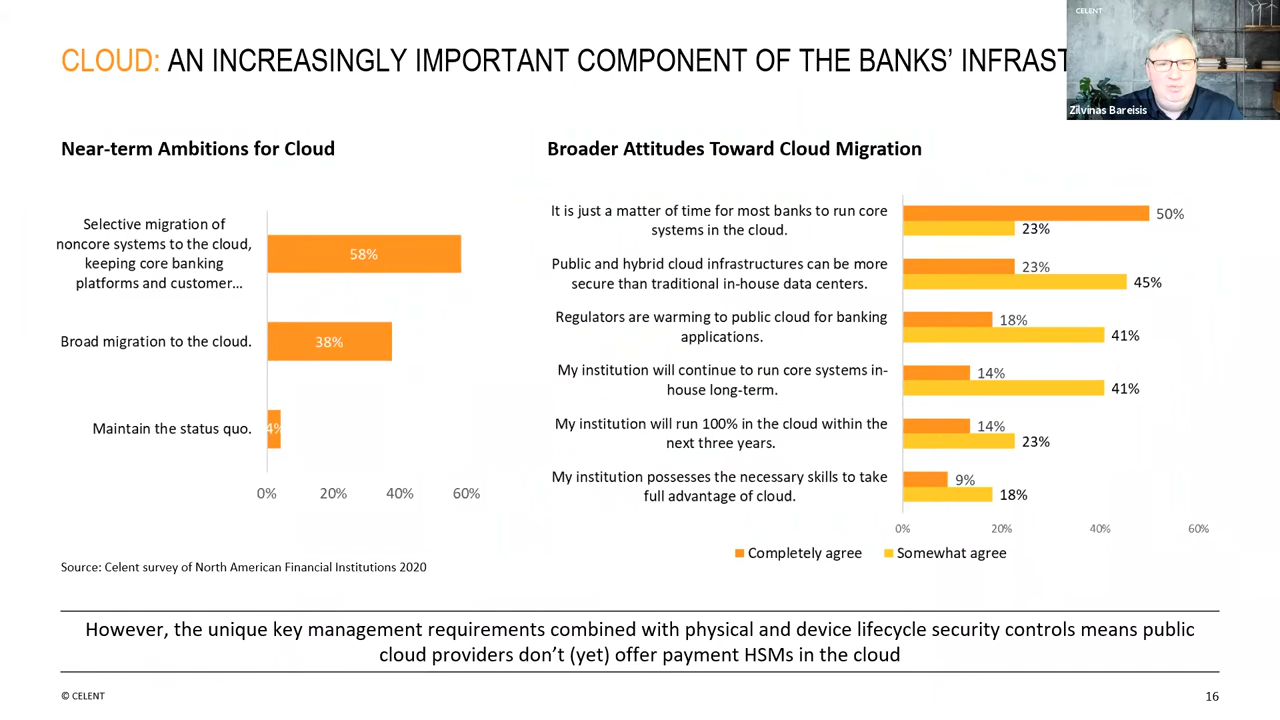 CELENT
CLOUD: AN INCREASINGLY IMPORTANT COMPONENT OF THE BANKS' INFRAST
Zilvinas Bareisis
Near-term Ambitions for Cloud
Selective migration of
noncore systems to the cloud,
keeping core banking
platforms and customer…
58%
Broad migration to the cloud.
38%
Maintain the status quo.
4%
0% 20% 40% 60%
Source: Celent survey of North American Financial Institutions 2020
Broader Attitudes Toward Cloud Migration
It is just a matter of time for most banks to run core
systems in the cloud.
50%
23%
Public and hybrid cloud infrastructures can be more
secure than traditional in-house data centers.
23%
45%
Regulators are warming to public cloud for banking
applications.
18%
41%
My institution will continue to run core systems in-
house long-term.
14%
41%
My institution will run 100% in the cloud within the
next three years.
14%
23%
My institution possesses the necessary skills to take
full advantage of cloud.
9%
18%
0% 20% 40% 60%
Completely agree Somewhat agree
However, the unique key management requirements combined with physical and device lifecycle security controls means public
cloud providers don't (yet) offer payment HSMs in the cloud
© CELENT
16